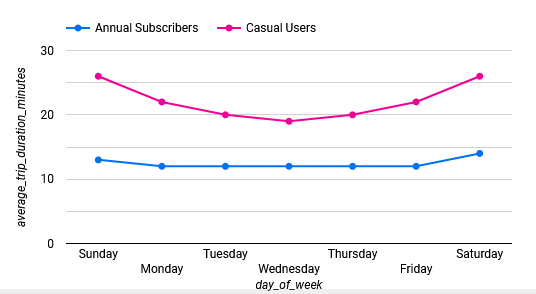 Annual Subscribers Casual Users
30
20
10
0
average_trip_duration_minutes
Sunday Monday Tuesday Wednesday Thursday Friday Saturday
day_of_week